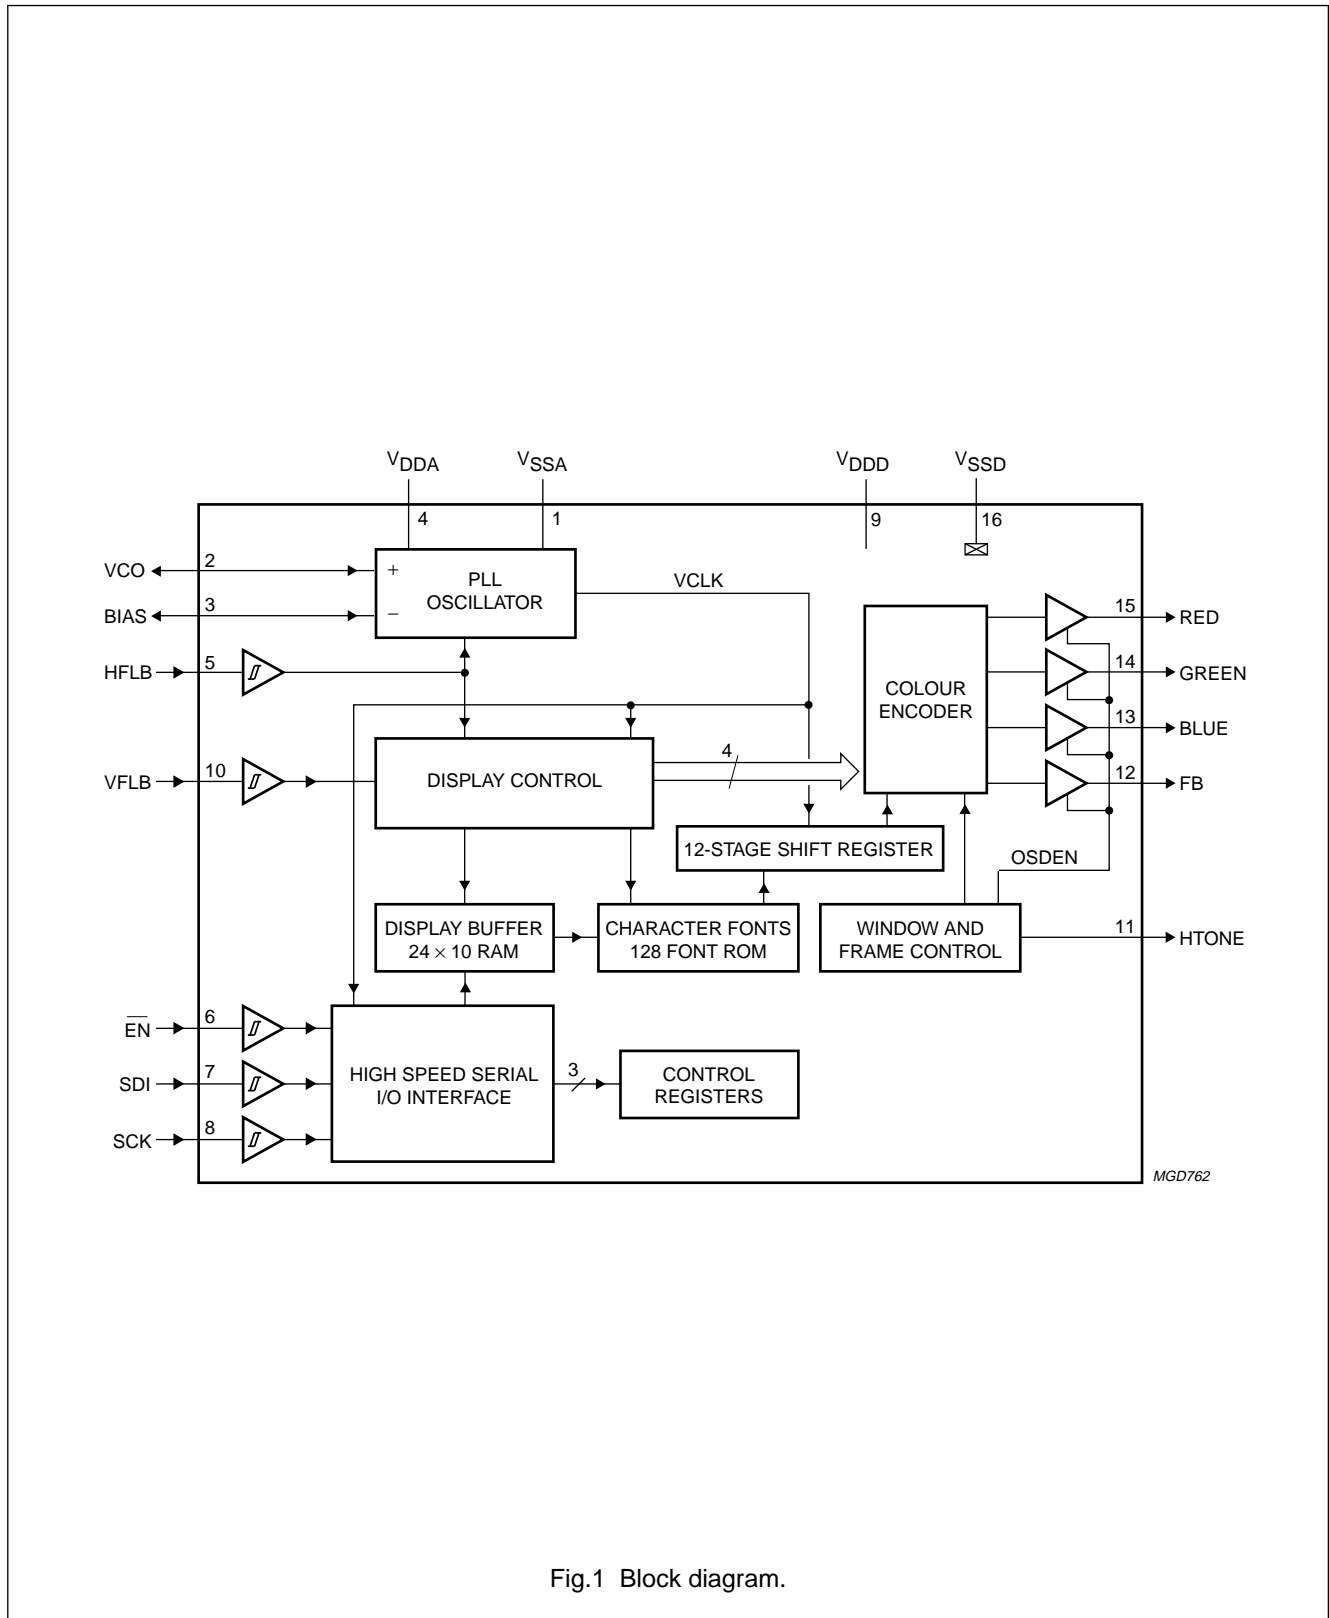 VDDA
VSSA
VDDD
VSSD
4
1
9
16
VCO
2
+
PLL
OSCILLATOR
VCLK
BIAS
3
−
15
RED
HFLB
5
14
GREEN
COLOUR
ENCODER
13
BLUE
VFLB
10
DISPLAY CONTROL
4
12
FB
12-STAGE SHIFT REGISTER
OSDEN
DISPLAY BUFFER
24 × 10 RAM
CHARACTER FONTS
128 FONT ROM
WINDOW AND
FRAME CONTROL
11
HTONE
E̅N̅
6
SDI
7
HIGH SPEED SERIAL
I/O INTERFACE
3
CONTROL
REGISTERS
SCK
8
MGD762
Fig.1 Block diagram.